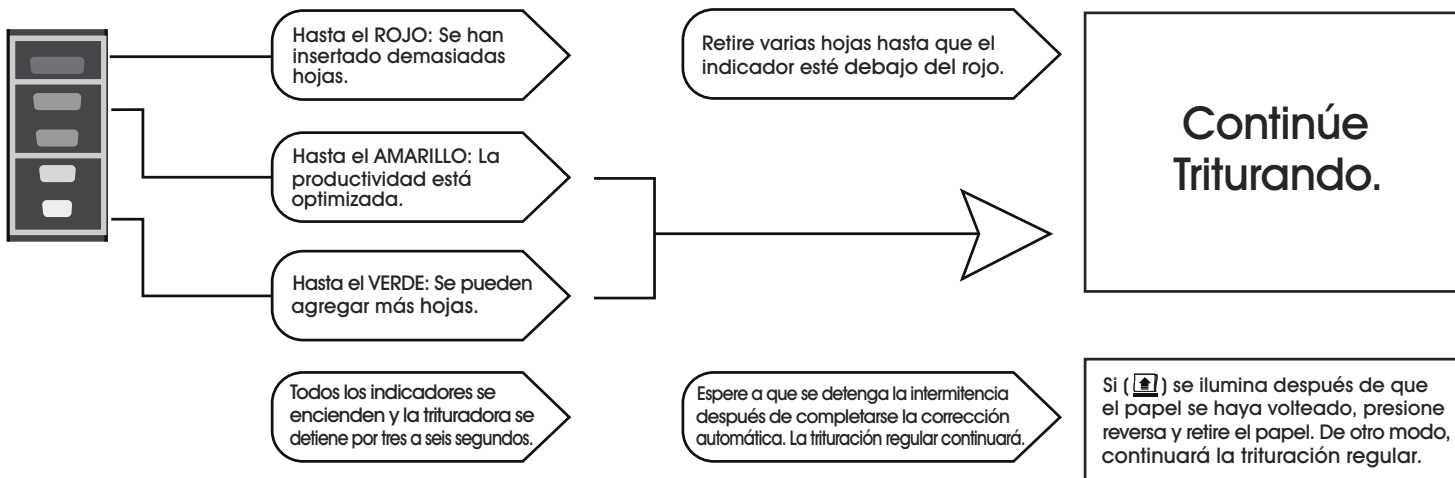 Hasta el ROJO: Se han
insertado demasiadas
hojas.
Retire varias hojas hasta que el
indicador esté debajo del rojo.
Continúe
Triturando.
Hasta el AMARILLO: La
productividad está
optimizada.
Hasta el VERDE: Se pueden
agregar más hojas.
Todos los indicadores se
encienden y la trituradora se
detiene por tres a seis segundos.
Espere a que se detenga la intermitencia
después de completarse la corrección
automática. La trituración regular continuará.
Si ( ) se ilumina después de que
el papel se haya volteado, presione
reversa y retire el papel. De otro modo,
continuará la trituración regular.